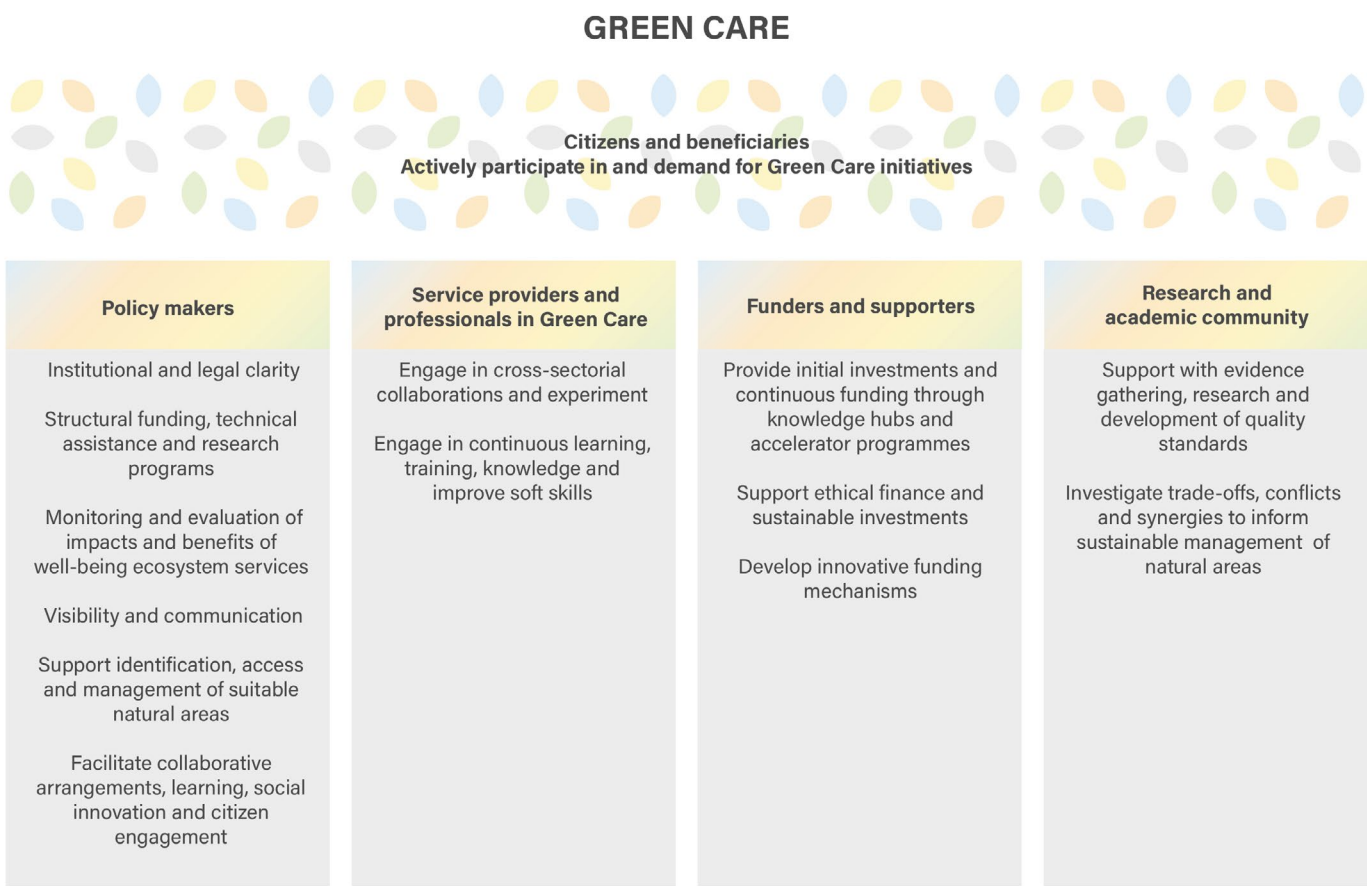 GREEN CARE
Citizens and beneficiaries
Actively participate in and demand for Green Care initiatives
Policy makers
Institutional and legal clarity
Structural funding, technical
assistance and research
programs
Monitoring and evaluation of
impacts and benefits of
well-being ecosystem services
Visibility and communication
Support identification, access
and management of suitable
natural areas
Facilitate collaborative
arrangements, learning, social
innovation and citizen
engagement
Service providers and
professionals in Green Care
Engage in cross-sectorial
collaborations and experiment
Engage in continuous learning,
training, knowledge and
improve soft skills
Funders and supporters
Provide initial investments and
continuous funding through
knowledge hubs and
accelerator programmes
Support ethical finance and
sustainable investments
Develop innovative funding
mechanisms
Research and
academic community
Support with evidence
gathering, research and
development of quality
standards
Investigate trade-offs, conflicts
and synergies to inform
sustainable management of
natural areas